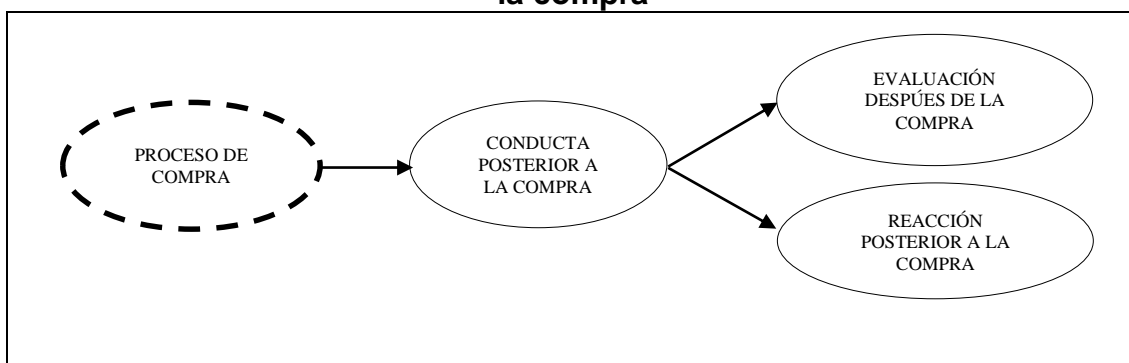 la compra
PROCESO DE
COMPRA
CONDUCTA
POSTERIOR A
LA COMPRA
EVALUACIÓN
DESPÚES DE LA
COMPRA
REACCIÓN
POSTERIOR A LA
COMPRA